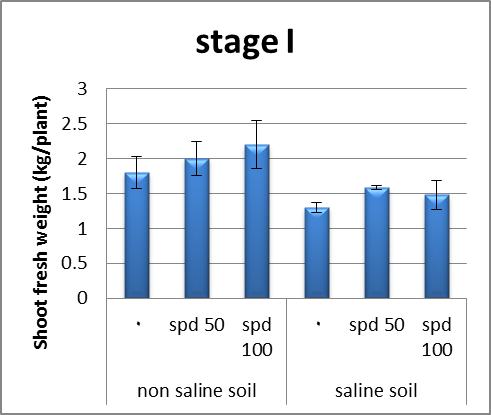 stage I
Shoot fresh weight (kg/plant)
3
2.5
2
1.5
1
0.5
0
spd 50 spd 100 spd 50 spd 100
non saline soil saline soil